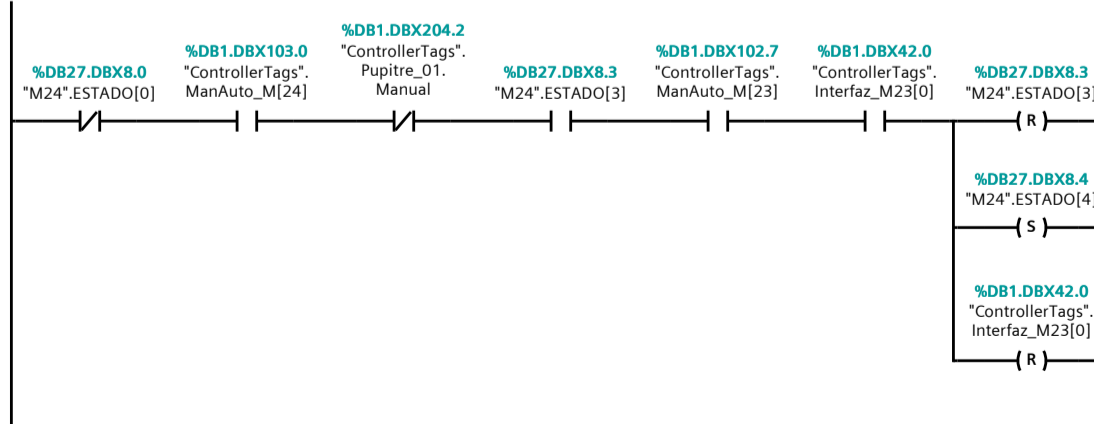 %DB27.DBX8.0
"M24".ESTADO[0]
%DB1.DBX103.0
"ControllerTags".
ManAuto_M[24]
%DB1.DBX204.2
"ControllerTags".
Pupitre_01.
Manual
%DB27.DBX8.3
"M24".ESTADO[3]
%DB1.DBX102.7
"ControllerTags".
ManAuto_M[23]
%DB1.DBX42.0
"ControllerTags".
Interfaz_M23[0]
%DB27.DBX8.3
"M24".ESTADO[3]
R
%DB27.DBX8.4
"M24".ESTADO[4]
S
%DB1.DBX42.0
"ControllerTags".
Interfaz_M23[0]
R